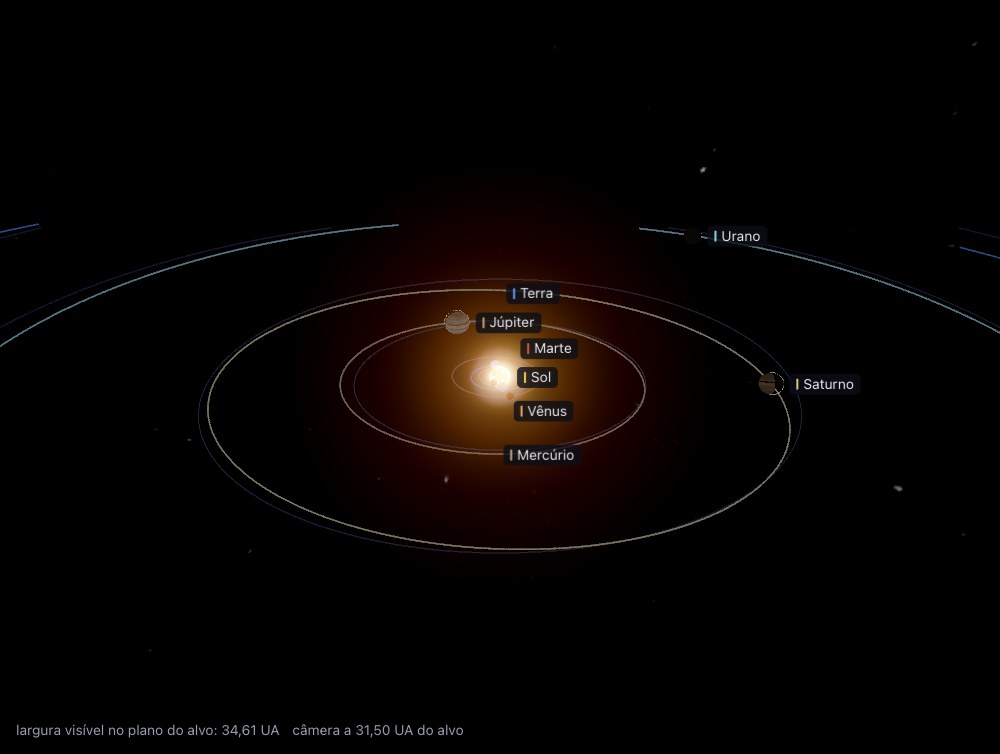 Urano
Terra
Júpiter
Marte
Sol
Saturno
Vênus
Mercúrio
largura visível no plano do alvo: 34,61 UA câmera a 31,50 UA do alvo